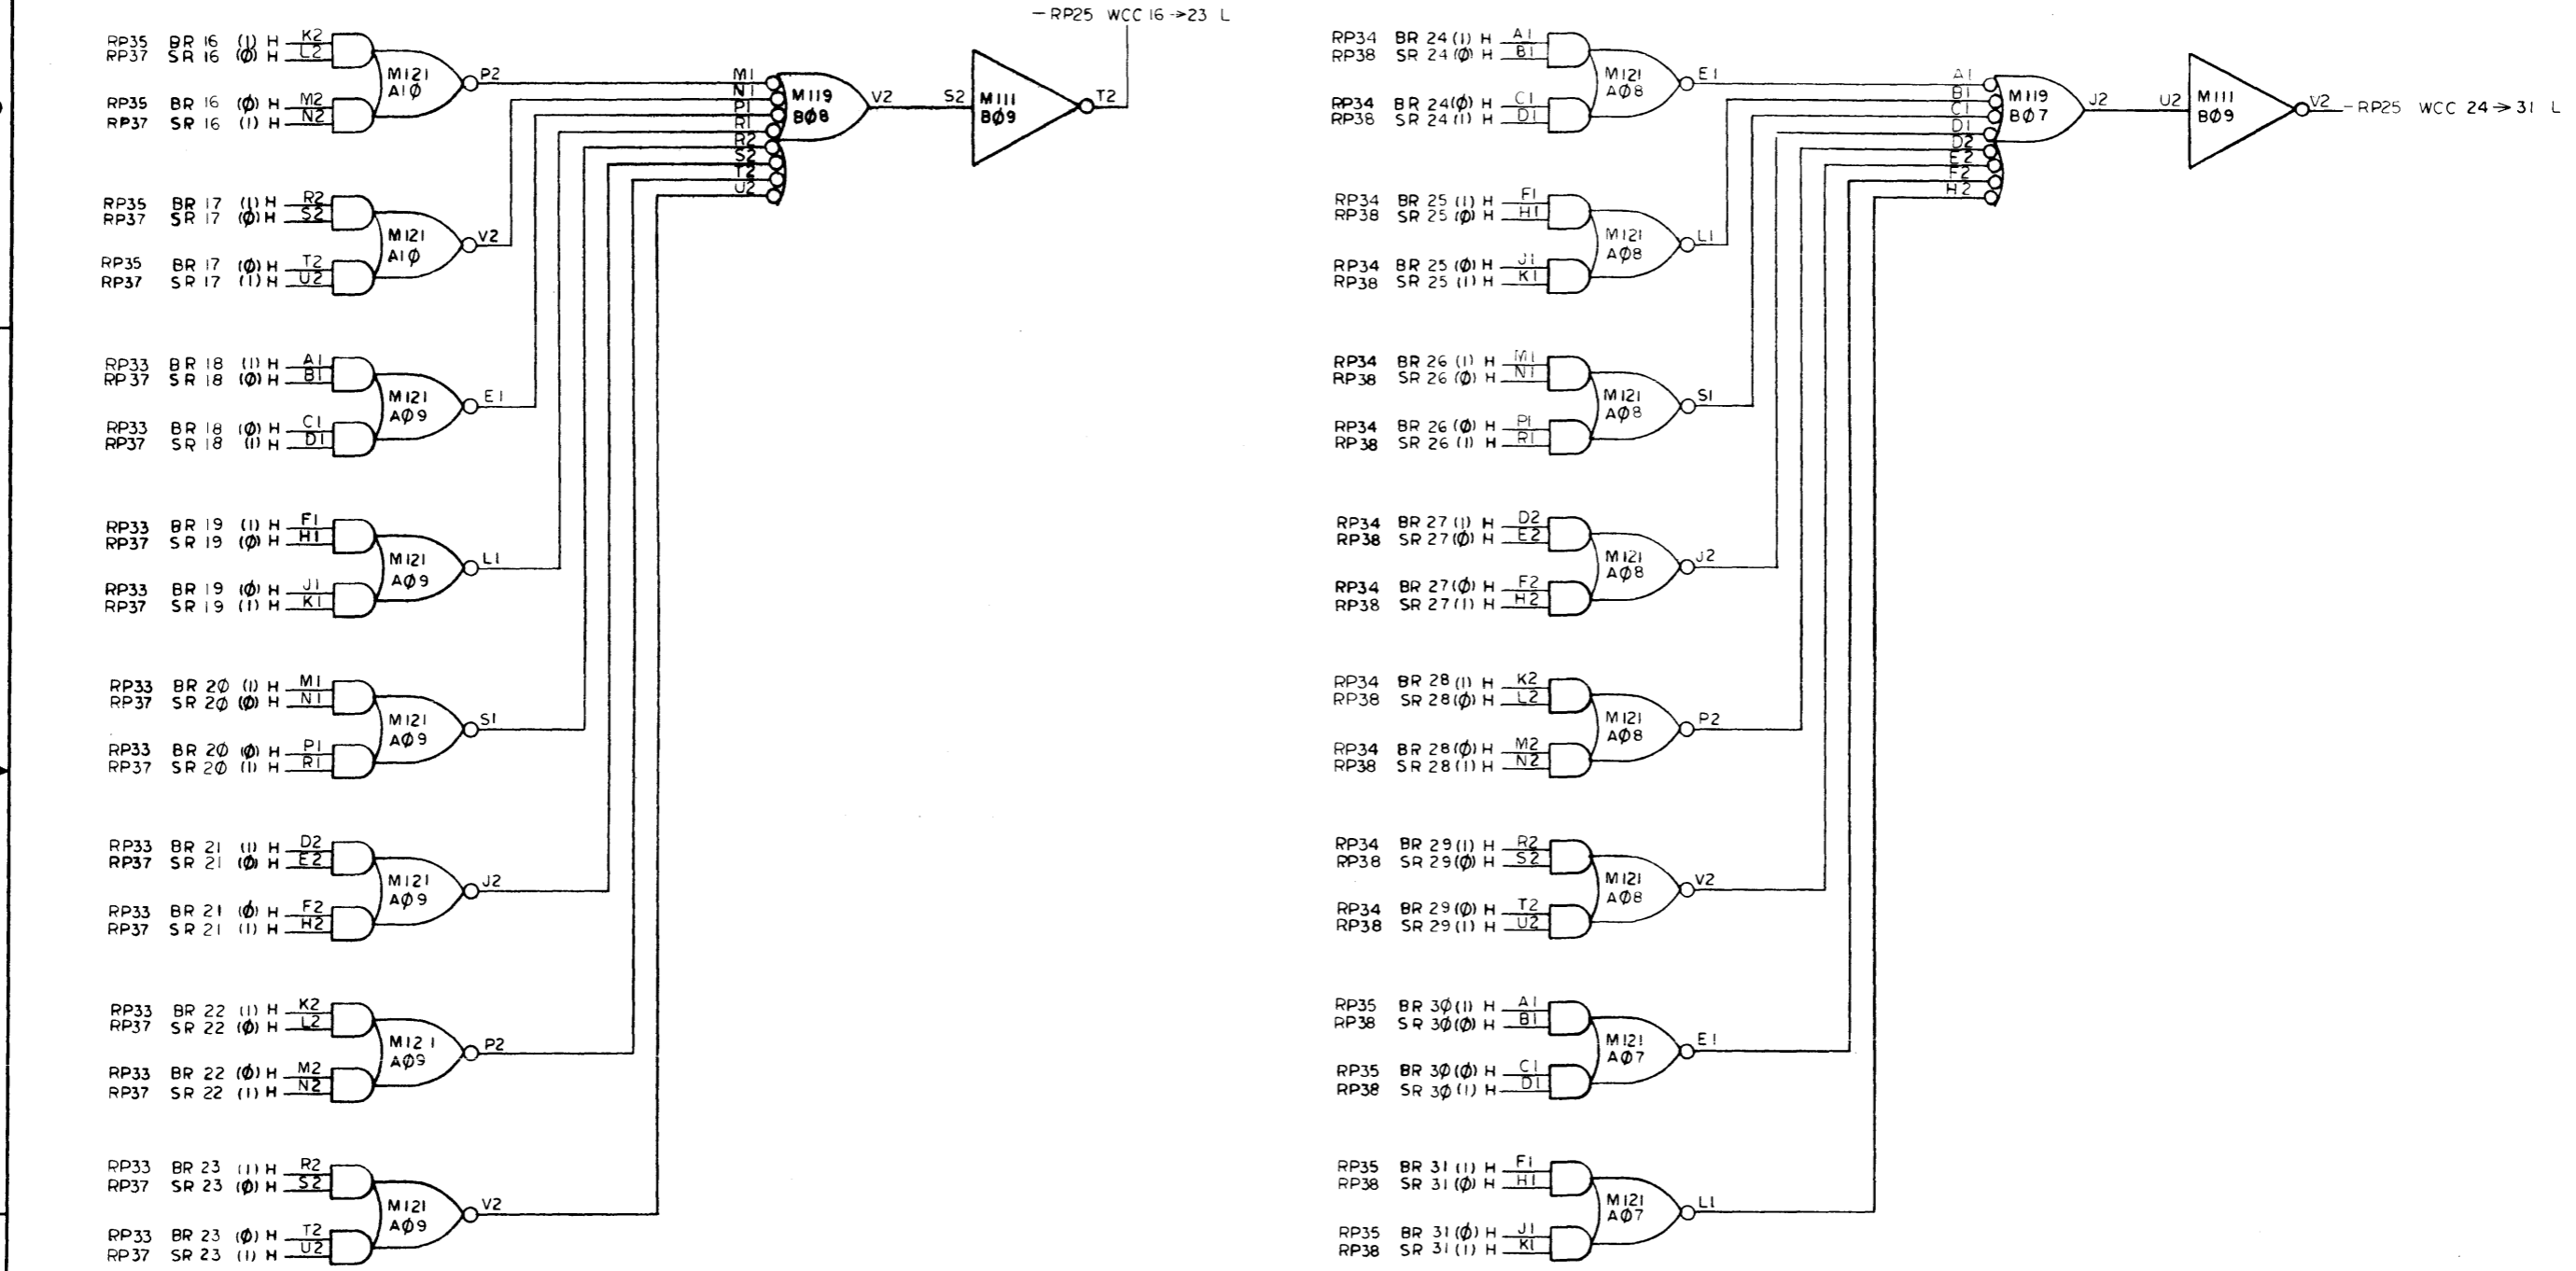 —RP25 WCC 16→23 L
RP35 BR 16 (1) H K2
RP37 SR 16 (Ø) H L2
M121
A1Ø
P2
RP35 BR 16 (Ø) H M2
RP37 SR 16 (1) H N2
RP35 BR 17 (1) H R2
RP37 SR 17 (Ø) H S2
M121
A1Ø
V2
RP35 BR 17 (Ø) H T2
RP37 SR 17 (1) H U2
RP33 BR 18 (1) H A1
RP37 SR 18 (Ø) H B1
M121
AØ9
E1
RP33 BR 18 (Ø) H C1
RP37 SR 18 (1) H D1
RP33 BR 19 (1) H F1
RP37 SR 19 (Ø) H H1
M121
AØ9
L1
RP33 BR 19 (Ø) H J1
RP37 SR 19 (1) H K1
RP33 BR 2Ø (1) H M1
RP37 SR 2Ø (Ø) H N1
M121
AØ9
S1
RP33 BR 2Ø (Ø) H P1
RP37 SR 2Ø (1) H R1
RP33 BR 21 (1) H D2
RP37 SR 21 (Ø) H E2
M121
AØ9
J2
RP33 BR 21 (Ø) H F2
RP37 SR 21 (1) H H2
RP33 BR 22 (1) H K2
RP37 SR 22 (Ø) H L2
M121
AØ9
P2
RP33 BR 22 (Ø) H M2
RP37 SR 22 (1) H N2
RP33 BR 23 (1) H R2
RP37 SR 23 (Ø) H S2
M121
AØ9
V2
RP33 BR 23 (Ø) H T2
RP37 SR 23 (1) H U2
M1
N1
P1
R1
R2
S2
T2
U2
M119
BØ8
V2
S2
M111
BØ9
T2
RP34 BR 24 (1) H A1
RP38 SR 24 (Ø) H B1
M121
AØ8
E1
RP34 BR 24 (Ø) H C1
RP38 SR 24 (1) H D1
RP34 BR 25 (1) H F1
RP38 SR 25 (Ø) H H1
M121
AØ8
L1
RP34 BR 25 (Ø) H J1
RP38 SR 25 (1) H K1
RP34 BR 26 (1) H M1
RP38 SR 26 (Ø) H N1
M121
AØ8
S1
RP34 BR 26 (Ø) H P1
RP38 SR 26 (1) H R1
RP34 BR 27 (1) H D2
RP38 SR 27 (Ø) H E2
M121
AØ8
J2
RP34 BR 27 (Ø) H F2
RP38 SR 27 (1) H H2
RP34 BR 28 (1) H K2
RP38 SR 28 (Ø) H L2
M121
AØ8
P2
RP34 BR 28 (Ø) H M2
RP38 SR 28 (1) H N2
RP34 BR 29 (1) H R2
RP38 SR 29 (Ø) H S2
M121
AØ8
V2
RP34 BR 29 (Ø) H T2
RP38 SR 29 (1) H U2
RP35 BR 3Ø (1) H A1
RP38 SR 3Ø (Ø) H B1
M121
AØ7
E1
RP35 BR 3Ø (Ø) H C1
RP38 SR 3Ø (1) H D1
RP35 BR 31 (1) H F1
RP38 SR 31 (Ø) H H1
M121
AØ7
L1
RP35 BR 31 (Ø) H J1
RP38 SR 31 (1) H K1
A1
B1
C1
D1
D2
E2
F2
H2
M119
BØ7
J2
U2
M111
BØ9
V2
—RP25 WCC 24→31 L